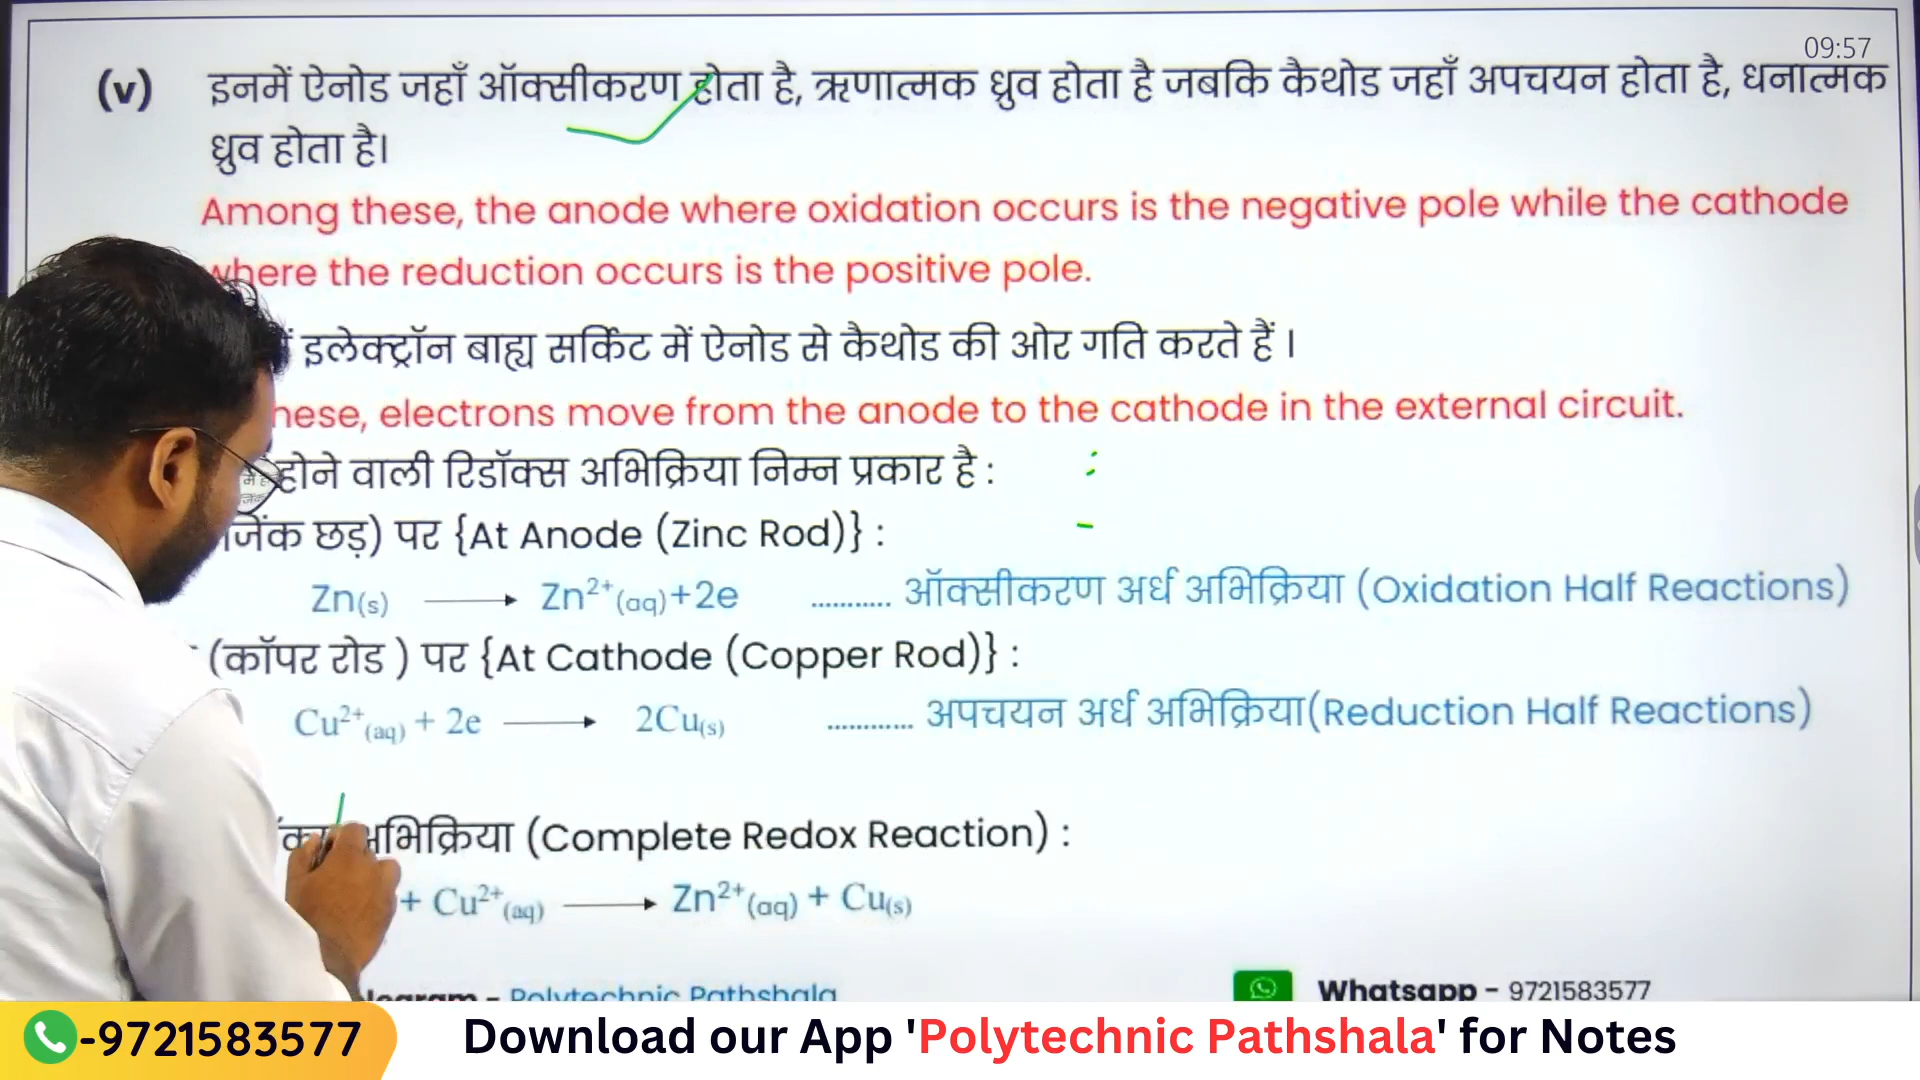 09:57
(v) इनमें ऐनोड जहाँ ऑक्सीकरण होता है, ऋणात्मक ध्रुव होता है जबकि कैथोड जहाँ अपचयन होता है, धनात्मक
ध्रुव होता है।
Among these, the anode where oxidation occurs is the negative pole while the cathode
where the reduction occurs is the positive pole.
इलेक्ट्रॉन बाह्य सर्किट में ऐनोड से कैथोड की ओर गति करते हैं ।
electrons move from the anode to the cathode in the external circuit.
होने वाली रिडॉक्स अभिक्रिया निम्न प्रकार है :
जिंक छड़) पर {At Anode (Zinc Rod)} :
Zn(s) ⟶ Zn²⁺(aq)+2e ........... ऑक्सीकरण अर्ध अभिक्रिया (Oxidation Half Reactions)
(कॉपर रोड ) पर {At Cathode (Copper Rod)} :
Cu²⁺(aq) + 2e ⟶ 2Cu(s) ............ अपचयन अर्ध अभिक्रिया(Reduction Half Reactions)
अभिक्रिया (Complete Redox Reaction) :
+ Cu²⁺(aq) ⟶ Zn²⁺(aq) + Cu(s)
- Polytechnic Pathshala
Whatsapp - 9721583577
-9721583577
Download our App 'Polytechnic Pathshala' for Notes